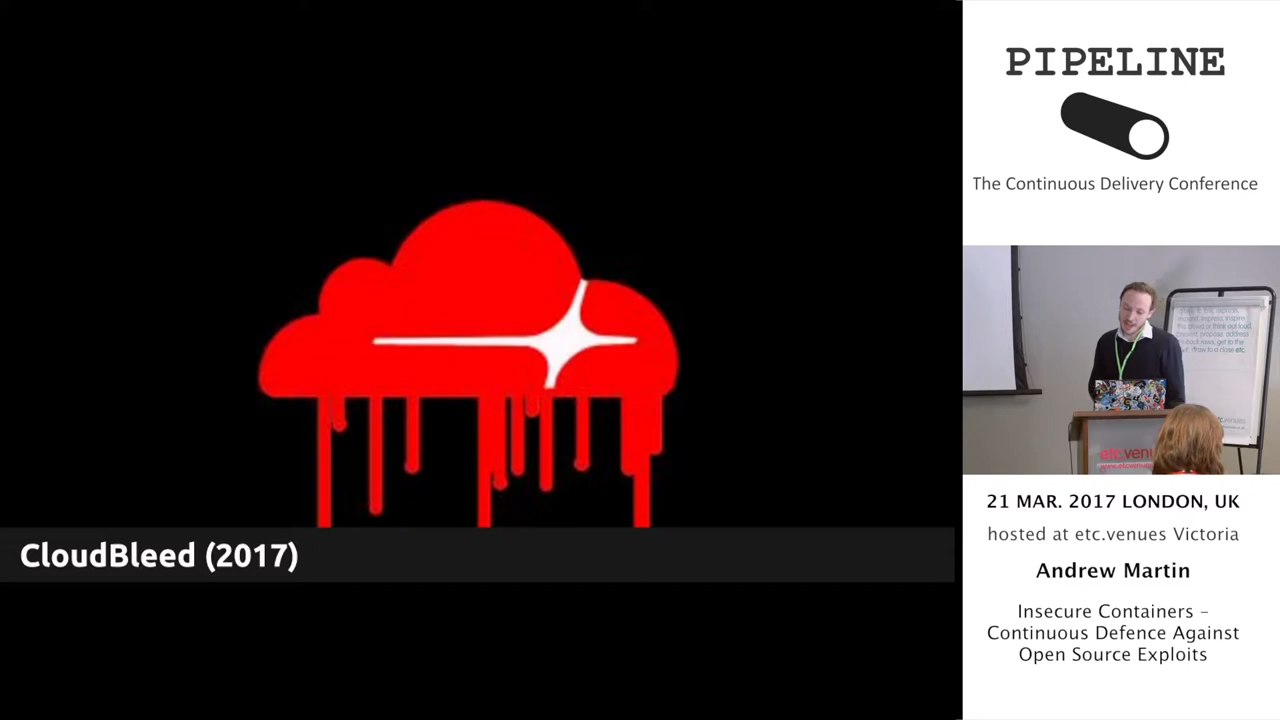 CloudBleed (2017)
PIPELINE
The Continuous Delivery Conference
21 MAR. 2017 LONDON, UK
hosted at etc.venues Victoria
Andrew Martin
Insecure Containers –
Continuous Defence Against
Open Source Exploits